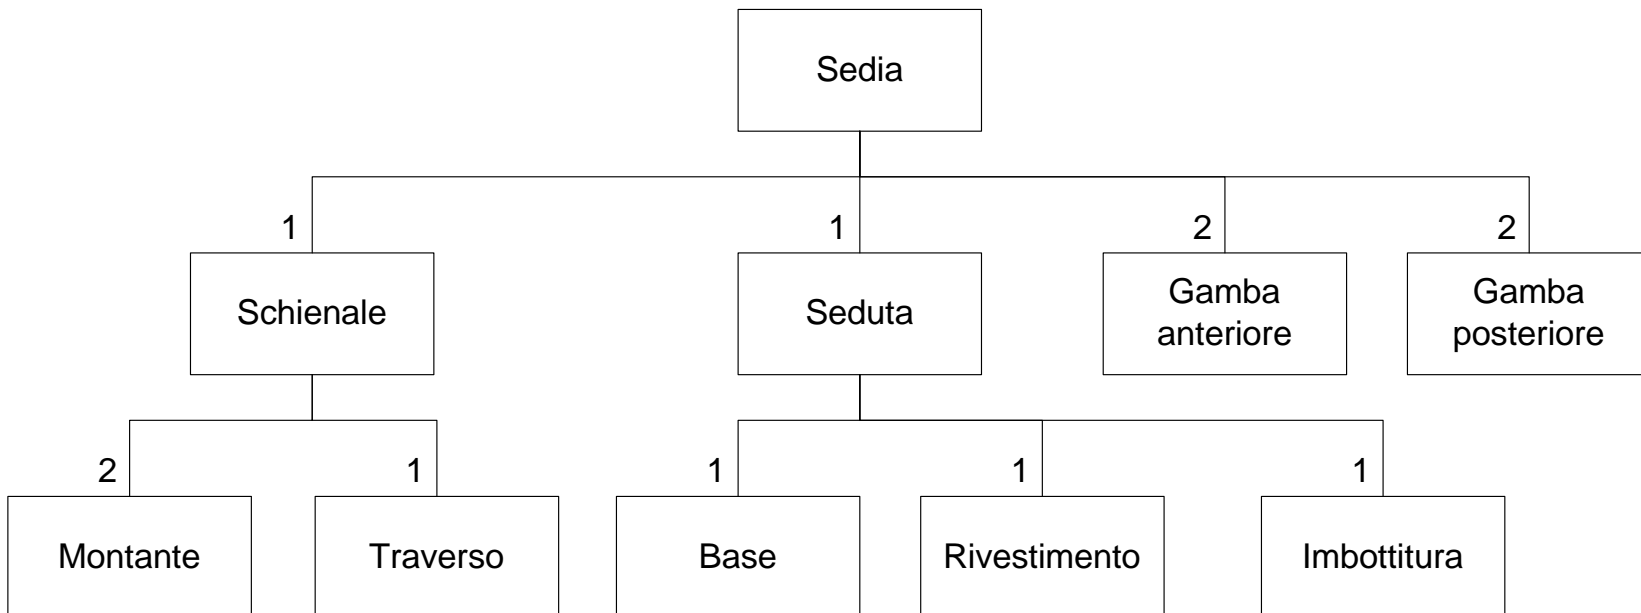 Sedia
1
1
2
2
Schienale
Seduta
Gamba
anteriore
Gamba
posteriore
2
1
1
1
1
Montante
Traverso
Base
Rivestimento
Imbottitura